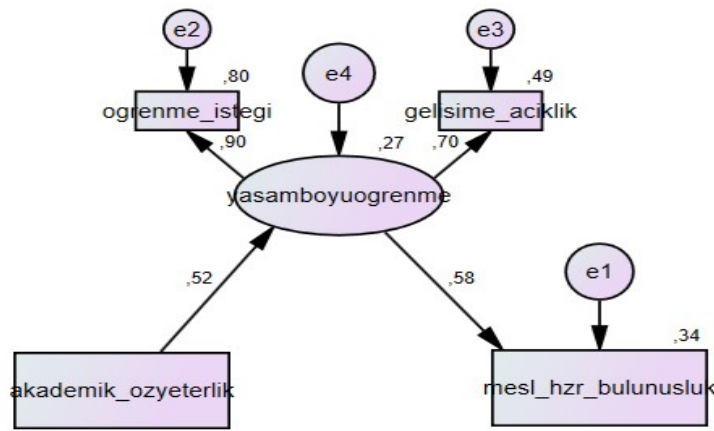 e2
e3
,80
e4
,49
ogrenme_istegi
gelisime_aciklik
,90
,27
,70
yasamboyuogrenme
,52
,58
e1
,34
akademik_ozyeterlik
mesl_hzr_bulunusluk